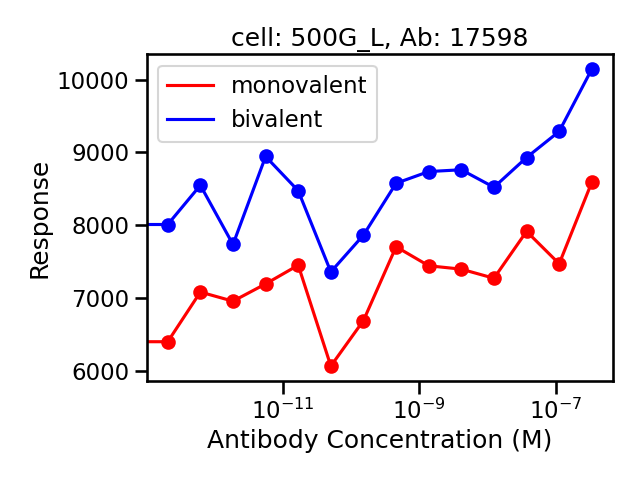 cell: 500G_L, Ab: 17598
monovalent
bivalent
Response
10000
9000
8000
7000
6000
10⁻¹¹ 10⁻⁹ 10⁻⁷
Antibody Concentration (M)